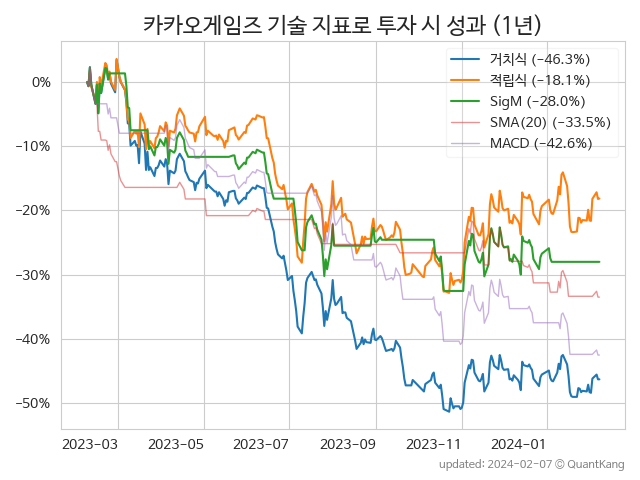 카카오게임즈 기술 지표로 투자 시 성과 (1년)
거치식 (−46.3%)
적립식 (−18.1%)
SigM (−28.0%)
SMA(20) (−33.5%)
MACD (−42.6%)
0%
−10%
−20%
−30%
−40%
−50%
2023−03 2023−05 2023−07 2023−09 2023−11 2024−01
updated: 2024−02−07 © QuantKang